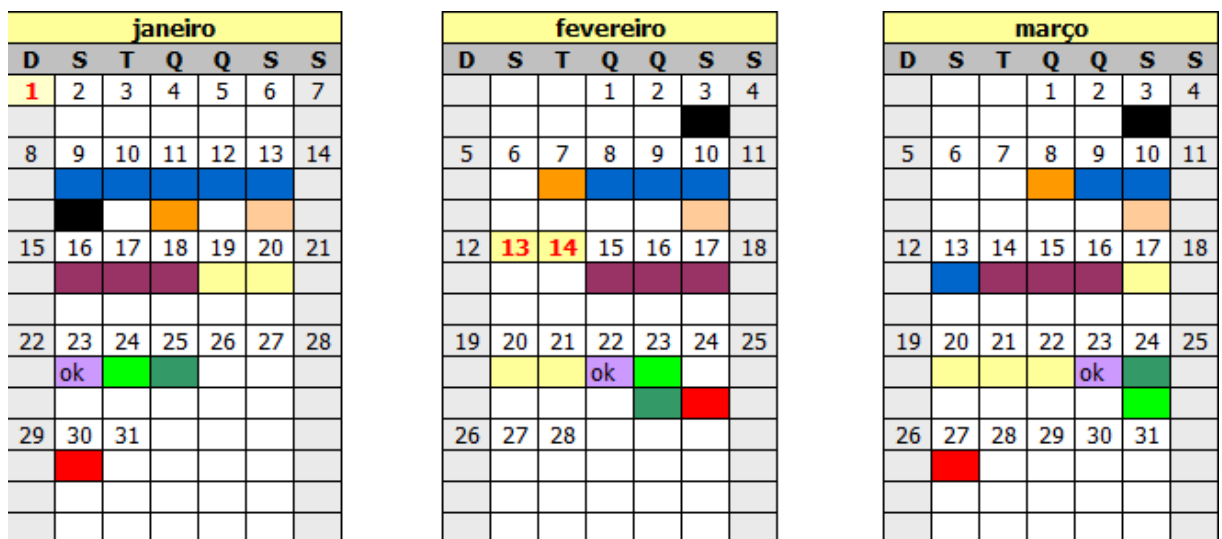 janeiro
D S T Q Q S S
1 2 3 4 5 6 7
8 9 10 11 12 13 14
15 16 17 18 19 20 21
22 23 24 25 26 27 28
ok
29 30 31
fevereiro
D S T Q Q S S
1 2 3 4
5 6 7 8 9 10 11
12 13 14 15 16 17 18
19 20 21 22 23 24 25
ok
26 27 28
março
D S T Q Q S S
1 2 3 4
5 6 7 8 9 10 11
12 13 14 15 16 17 18
19 20 21 22 23 24 25
ok
26 27 28 29 30 31